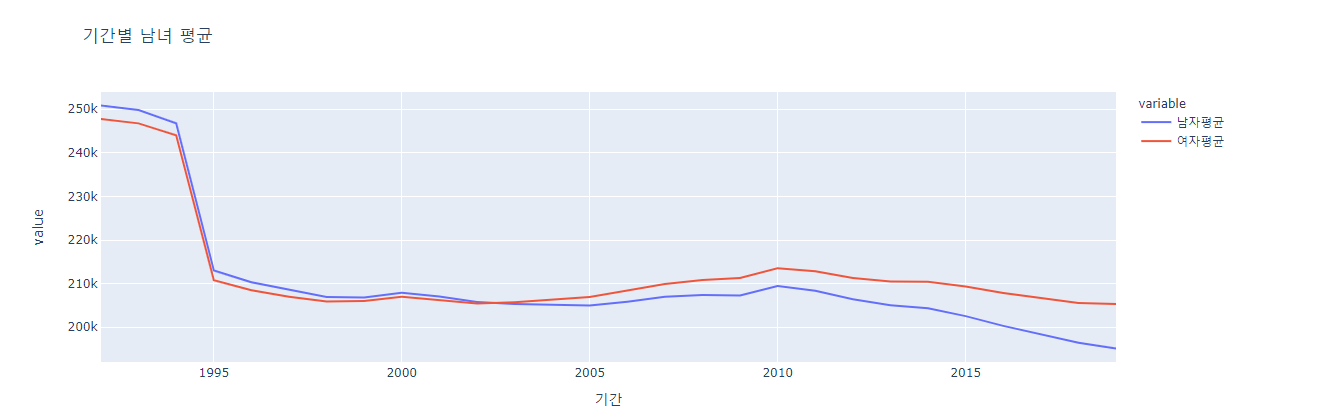 기간별 남녀 평균
variable
남자평균
여자평균
value
250k
240k
230k
220k
210k
200k
1995
2000
2005
2010
2015
기간